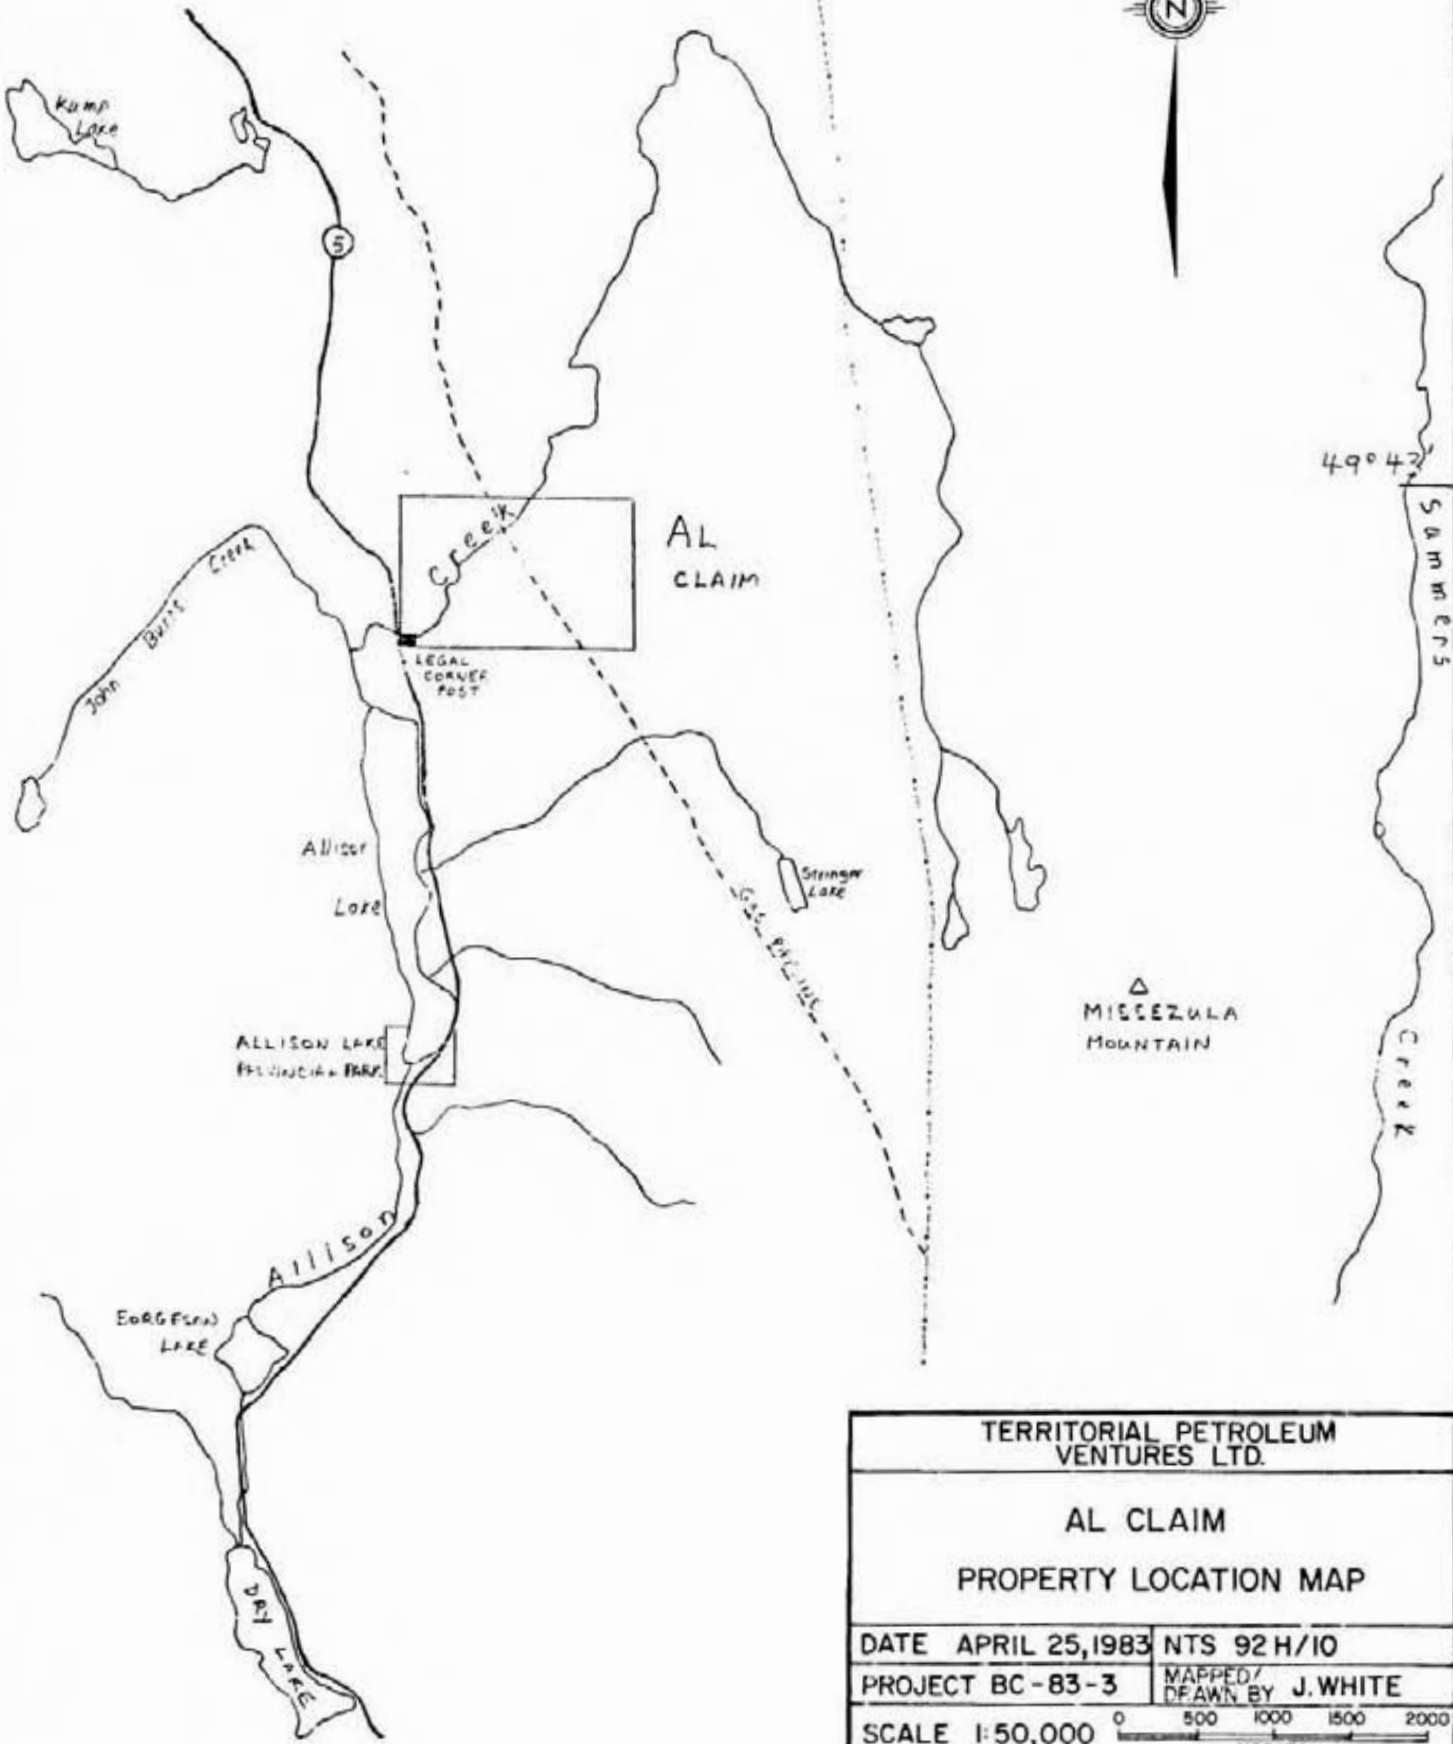 N
Kump
Lake
5
49° 43'
AL
CLAIM
Creek
John Burns Creek
LEGAL
CORNER
POST
Summers
Creek
Allison
Lake
Stringer
Lake
GAS PIPELINE
MISSEZULA
MOUNTAIN
ALLISON LAKE
PROVINCIAL PARK
Allison
LAKE
DRY LAKE
TERRITORIAL PETROLEUM
VENTURES LTD.
AL CLAIM
PROPERTY LOCATION MAP
DATE APRIL 25, 1983
NTS 92 H/10
PROJECT BC-83-3
MAPPED/
DRAWN BY J. WHITE
SCALE 1:50,000
0 500 1000 1500 2000